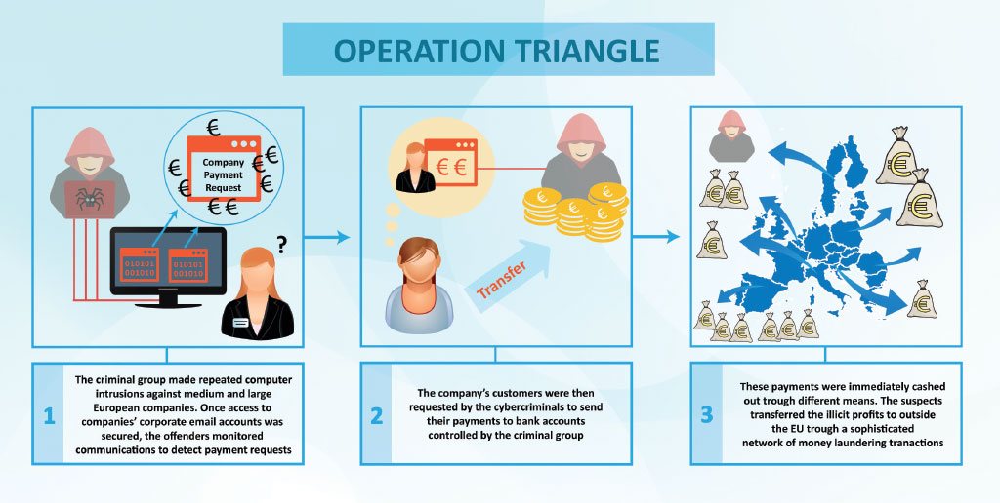 OPERATION TRIANGLE
Company
Payment
Request
€
€
€
€
€
€
€
€ €
?
010101
001010
010101
001010
1
The criminal group made repeated computer
intrusions against medium and large
European companies. Once access to
companies' corporate email accounts was
secured, the offenders monitored
communications to detect payment requests
€ €
Transfer
2
The company's customers were then
requested by the cybercriminals to send
their payments to bank accounts
controlled by the criminal group
3
These payments were immediately cashed
out trough different means. The suspects
transferred the illicit profits to outside
the EU trough a sophisticated
network of money laundering tranactions